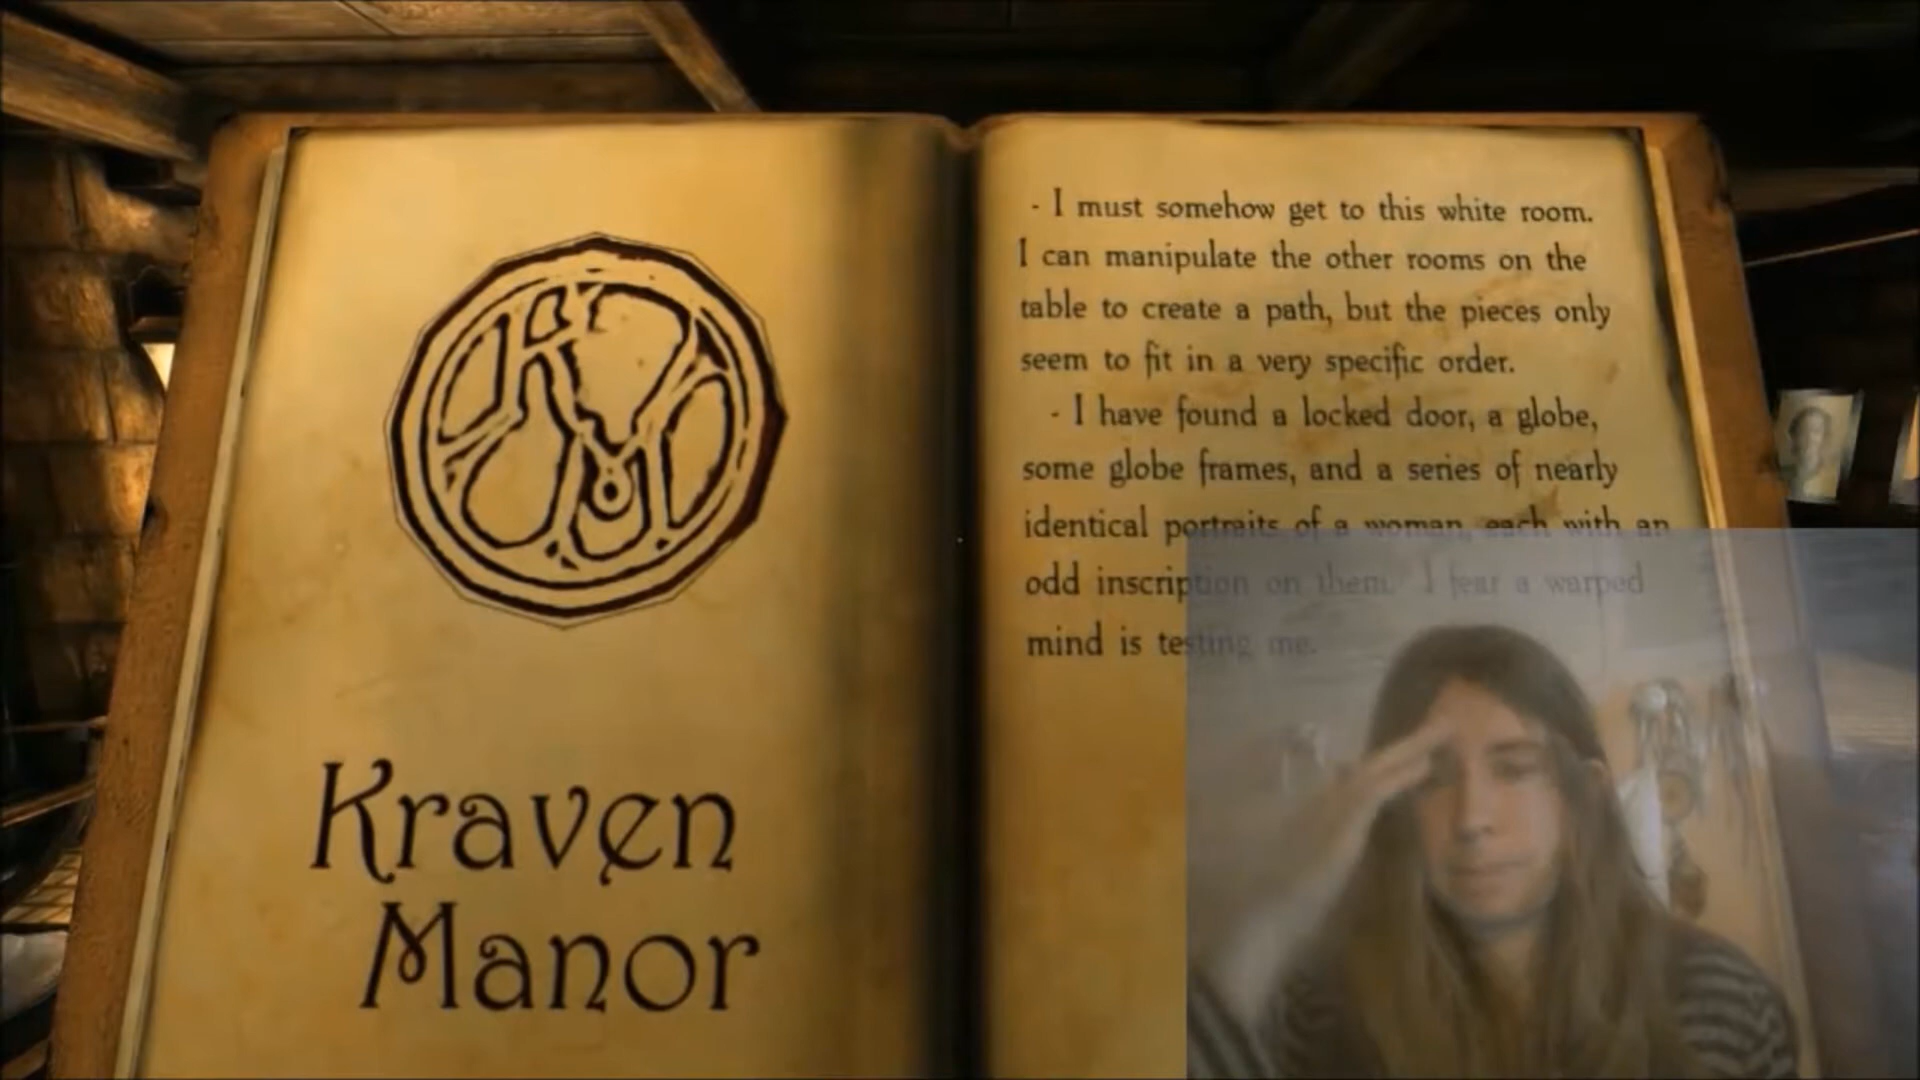 Kraven
Manor
- I must somehow get to this white room.
I can manipulate the other rooms on the
table to create a path, but the pieces only
seem to fit in a very specific order.
- I have found a locked door, a globe,
some globe frames, and a series of nearly
identical portraits of a woman, each with an
odd inscription on them. I fear a warped
mind is testing me.